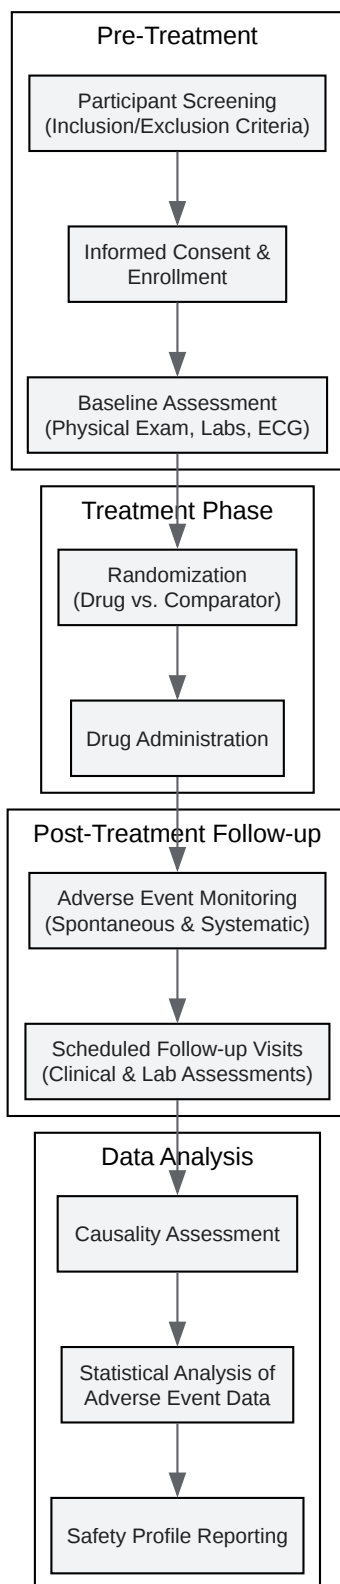 Pre-Treatment
Participant Screening
(Inclusion/Exclusion Criteria)
Informed Consent &
Enrollment
Baseline Assessment
(Physical Exam, Labs, ECG)
Treatment Phase
Randomization
(Drug vs. Comparator)
Drug Administration
Post-Treatment Follow-up
Adverse Event Monitoring
(Spontaneous & Systematic)
Scheduled Follow-up Visits
(Clinical & Lab Assessments)
Data Analysis
Causality Assessment
Statistical Analysis of
Adverse Event Data
Safety Profile Reporting